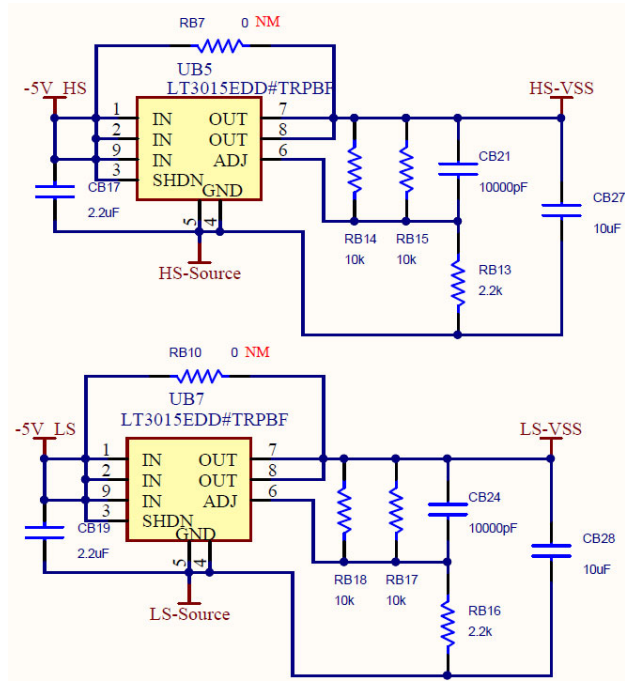 RB7 0 NM
UB5
-5V_HS LT3015EDD#TRPBF HS-VSS
1 IN OUT 7
2 IN OUT 8
9 IN ADJ 6
3 SHDN
GND
5 4
CB17
2.2uF
CB21
10000pF
CB27
10uF
RB14
10k
RB15
10k
RB13
2.2k
HS-Source
RB10 0 NM
UB7
-5V_LS LT3015EDD#TRPBF LS-VSS
1 IN OUT 7
2 IN OUT 8
9 IN ADJ 6
3 SHDN
GND
5 4
CB19
2.2uF
CB24
10000pF
CB28
10uF
RB18
10k
RB17
10k
RB16
2.2k
LS-Source